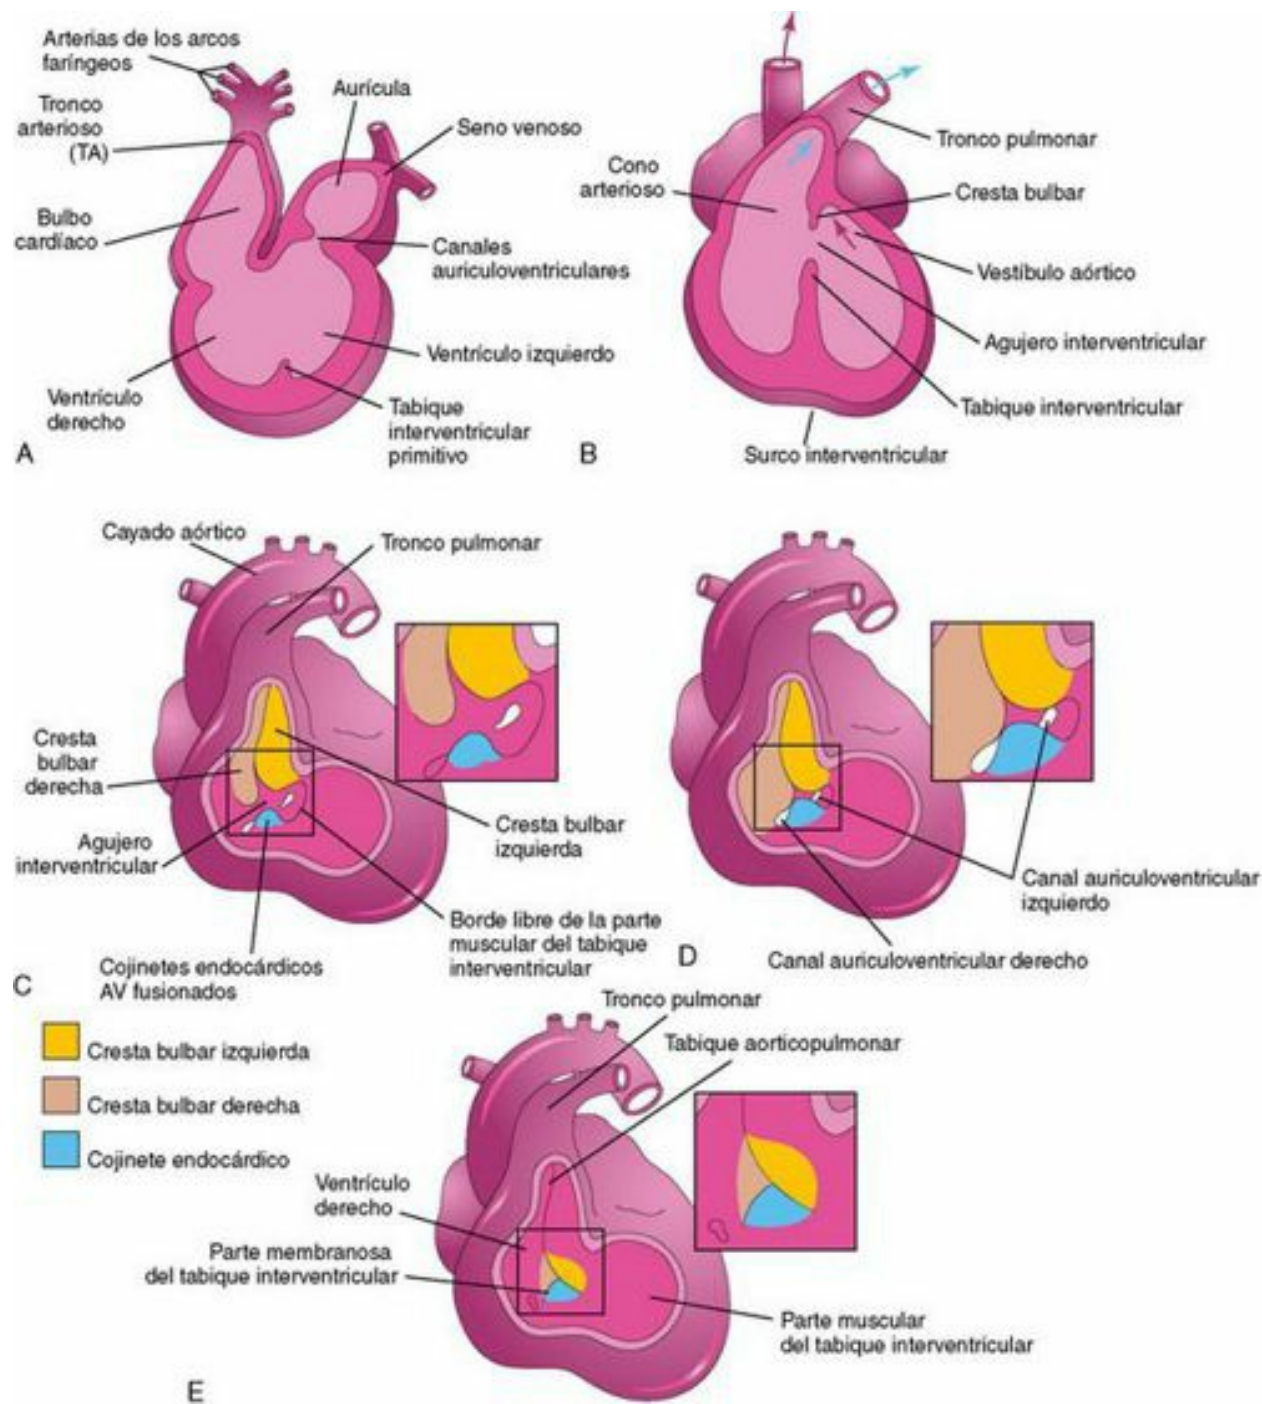 Arterias de los arcos
faríngeos
Tronco
arterioso
(TA)
Bulbo
cardíaco
Ventrículo
derecho
Aurícula
Seno venoso
Canales
auriculoventriculares
Ventrículo izquierdo
Tabique
interventricular
primitivo
A
Cono
arterioso
Tronco pulmonar
Cresta bulbar
Vestíbulo aórtico
Agujero interventricular
Tabique interventricular
Surco interventricular
B
Cayado aórtico
Tronco pulmonar
Cresta
bulbar
derecha
Agujero
interventricular
Cojinetes endocárdicos
AV fusionados
Cresta bulbar
izquierda
Borde libre de la parte
muscular del tabique
interventricular
C
Canal auriculoventricular
izquierdo
Canal auriculoventricular derecho
D
Cresta bulbar izquierda
Cresta bulbar derecha
Cojinete endocárdico
Tronco pulmonar
Tabique aorticopulmonar
Ventrículo
derecho
Parte membranosa
del tabique interventricular
Parte muscular
del tabique interventricular
E